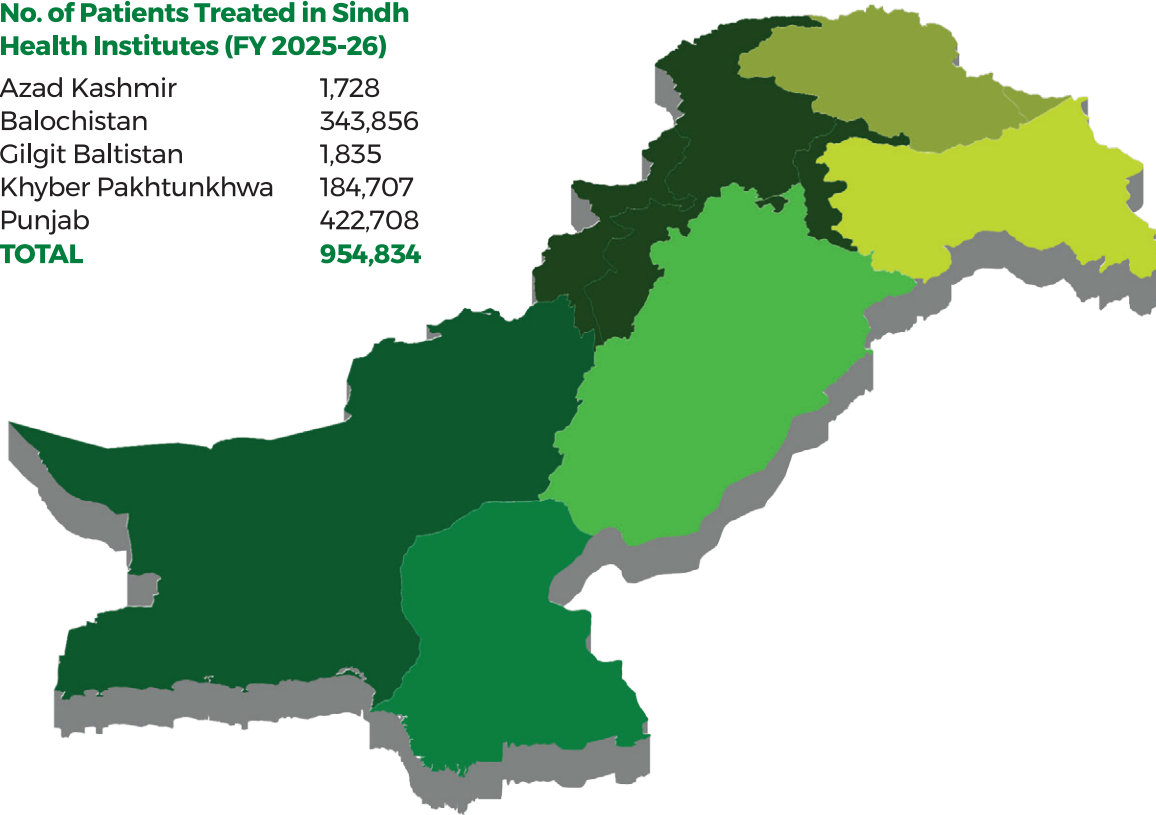 No. of Patients Treated in Sindh
Health Institutes (FY 2025-26)
Azad Kashmir 1,728
Balochistan 343,856
Gilgit Baltistan 1,835
Khyber Pakhtunkhwa 184,707
Punjab 422,708
TOTAL 954,834